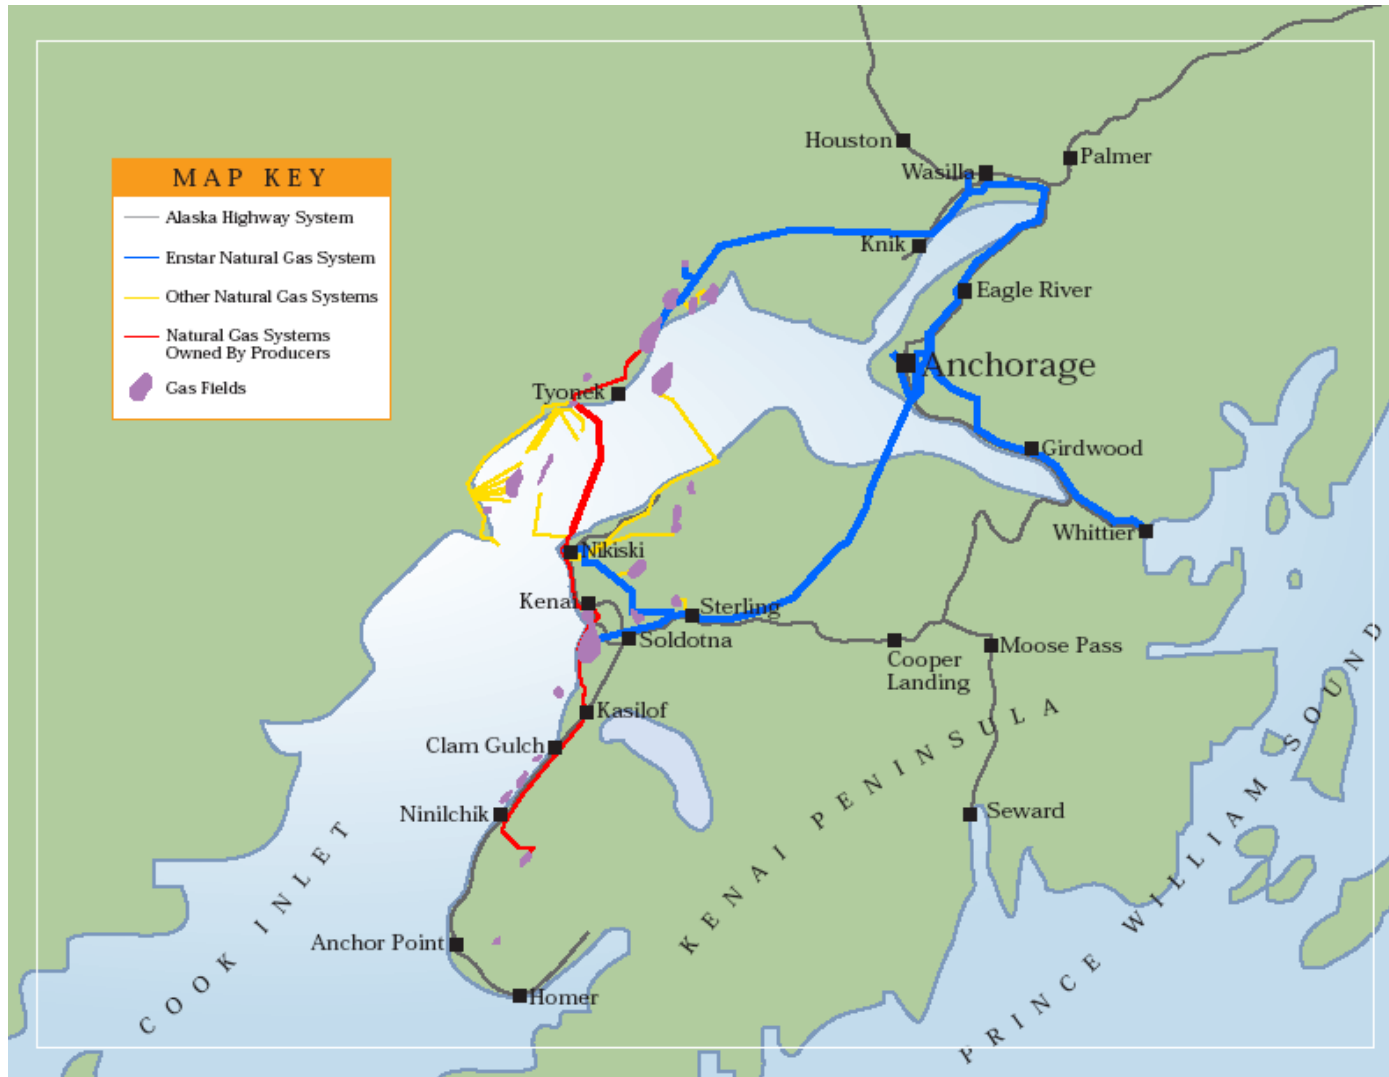 Houston
Palmer
Wasilla
MAP KEY
Alaska Highway System
Knik
Enstar Natural Gas System
Eagle River
Other Natural Gas Systems
Natural Gas Systems
Owned By Producers
Anchorage
Gas Fields
Tyonek
Girdwood
Whittier
Nikiski
Kenai
Sterling
Soldotna
Moose Pass
Cooper
Landing
Kasilof
Clam Gulch
Ninilchik
Seward
KENAI PENINSULA
PRINCE WILLIAM SOUND
COOK INLET
Anchor Point
Homer